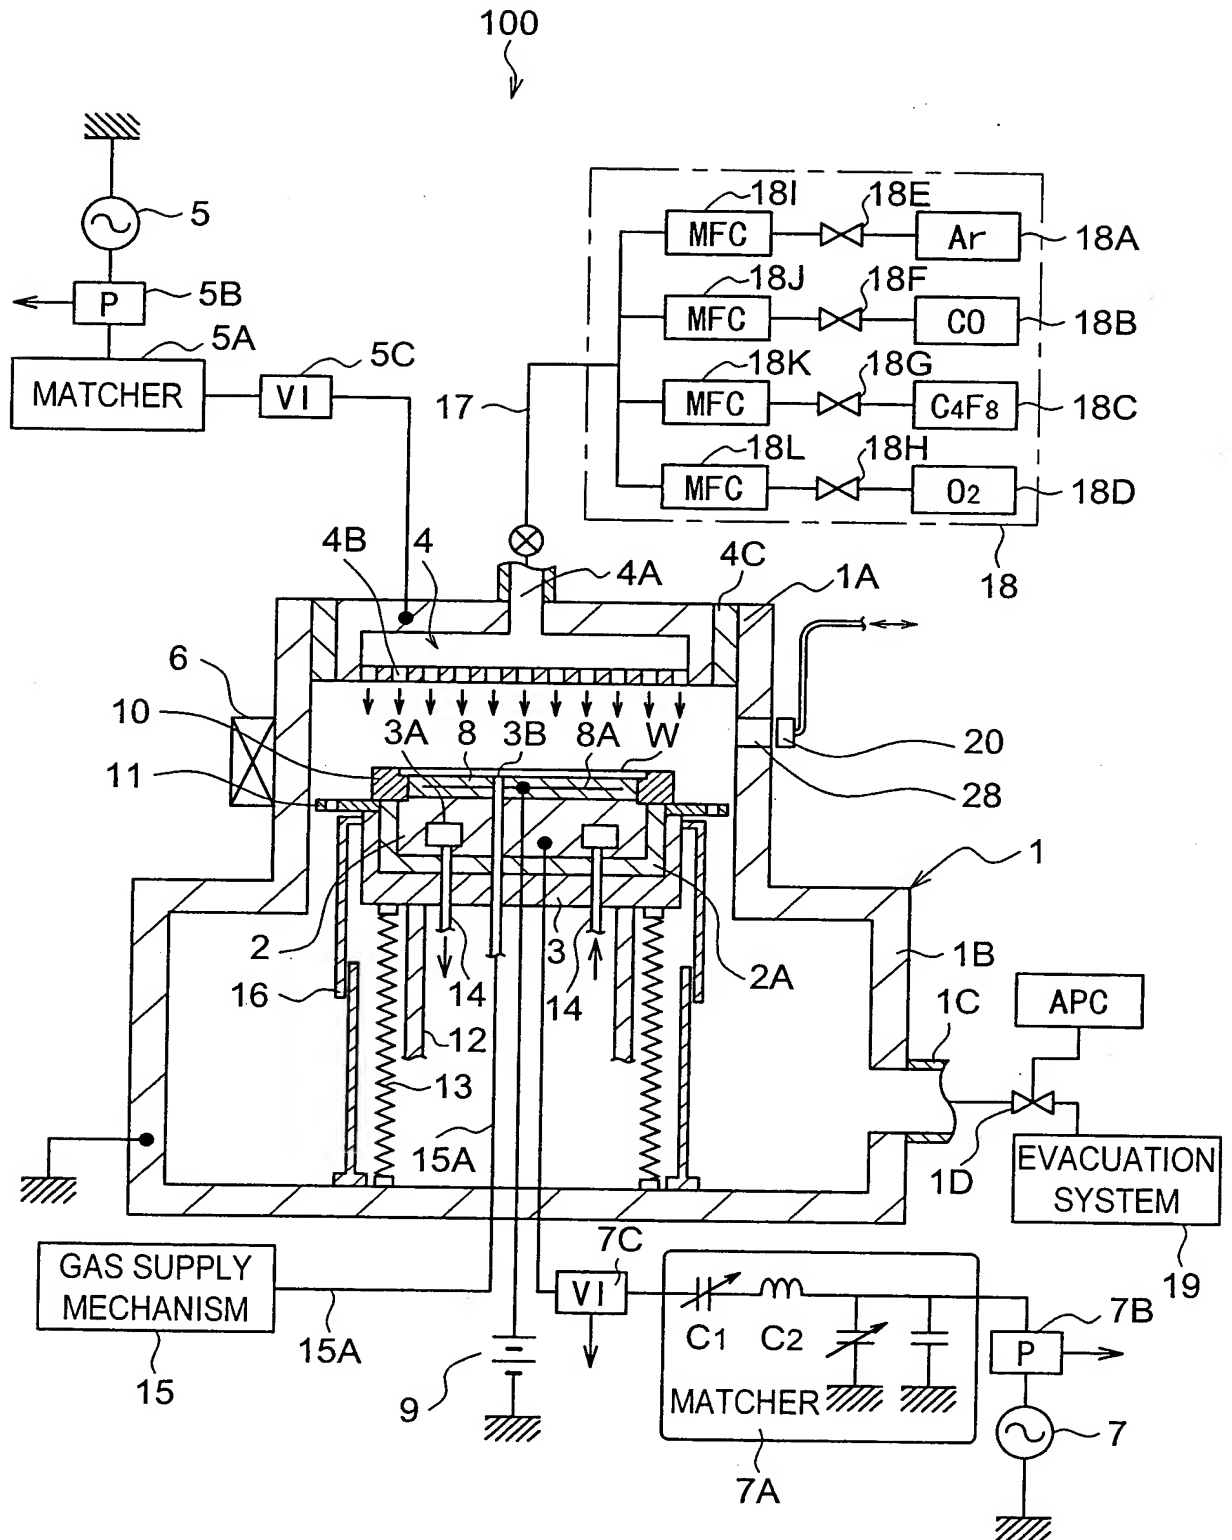 100
5
5B
P
5A
MATCHER
5C
VI
17
18I
18E
MFC
Ar
18A
18J
18F
MFC
CO
18B
18K
18G
MFC
C4F8
18C
18L
18H
MFC
O2
18D
18
4B
4
4A
4C
1A
6
10
3A
8
3B
8A
W
20
11
28
1
2
14
3
14
2A
1B
16
12
13
1C
APC
15A
1D
EVACUATION
SYSTEM
19
GAS SUPPLY
MECHANISM
15
15A
9
7C
VI
C1
C2
MATCHER
7A
7B
P
7